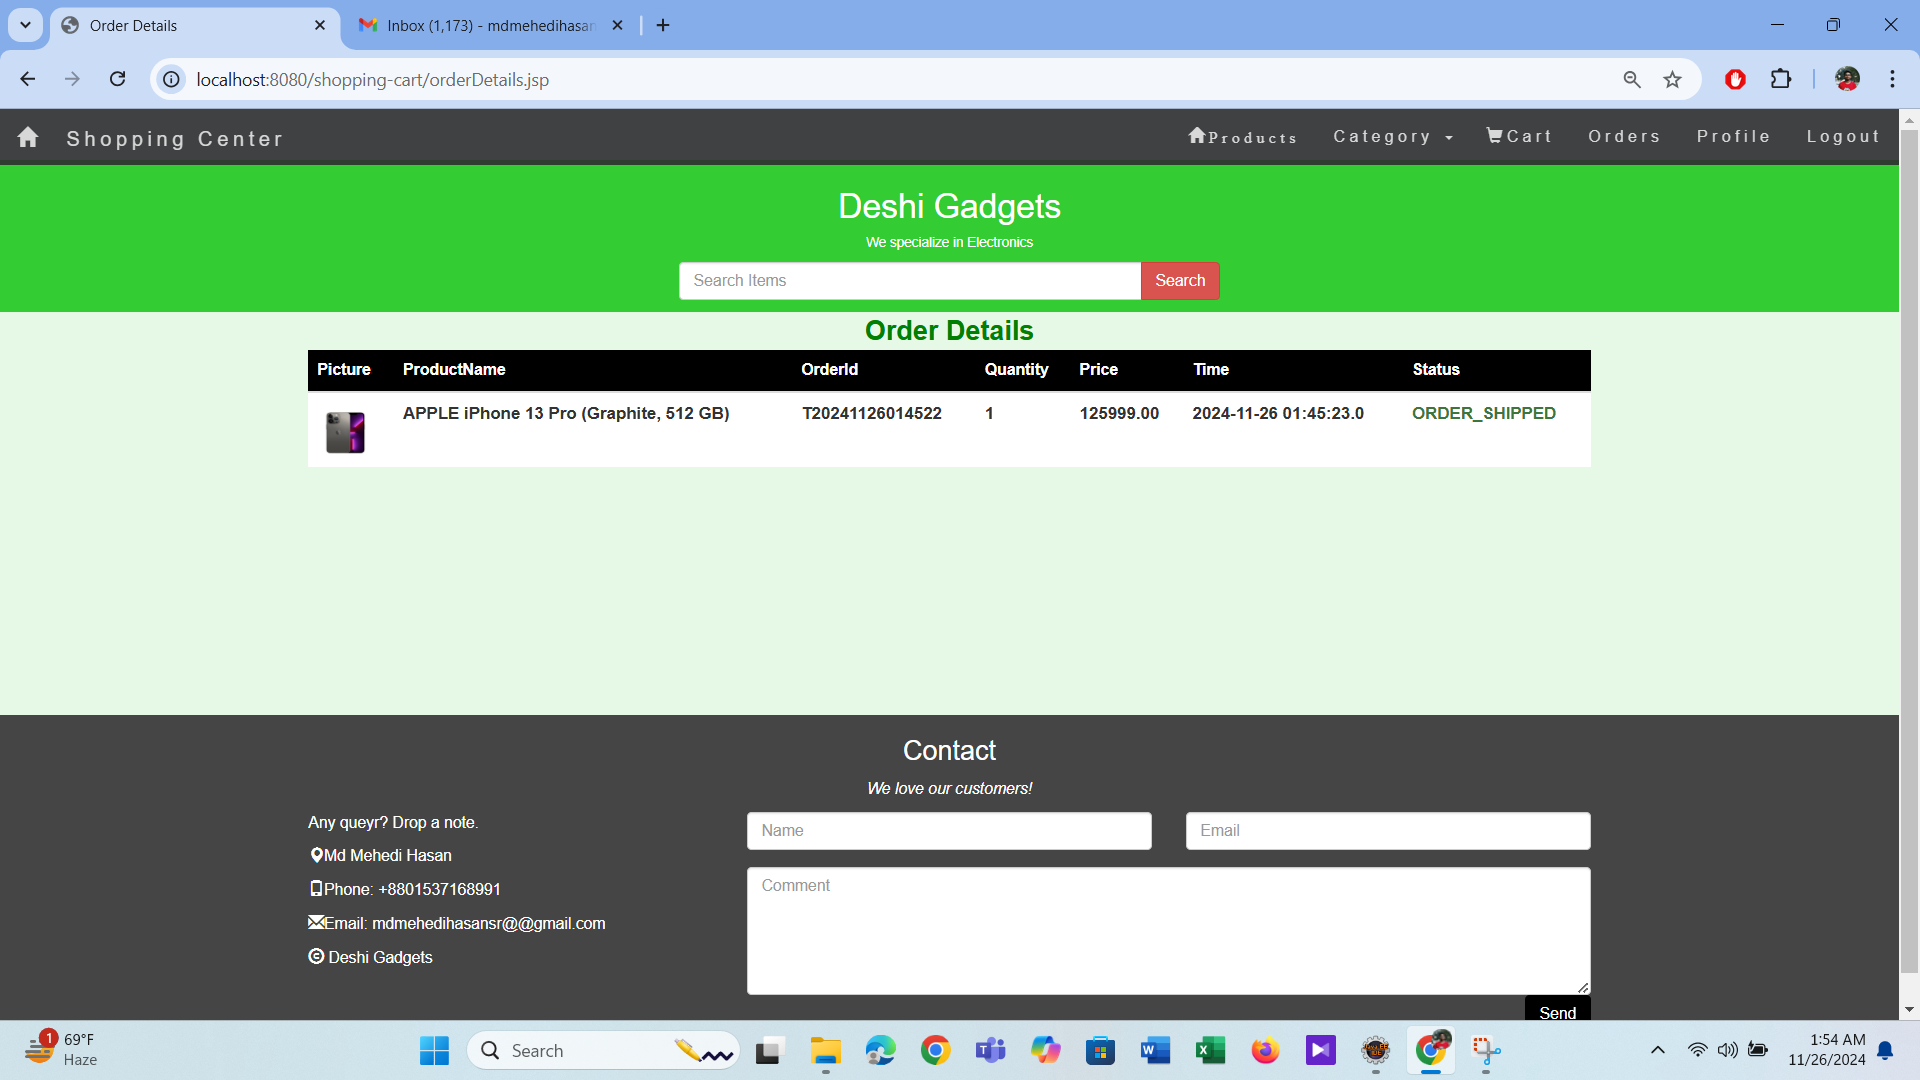 Order Details
Inbox (1,173) - mdmehedihasan
localhost:8080/shopping-cart/orderDetails.jsp
Shopping Center
Products Category Cart Orders Profile Logout
Deshi Gadgets
We specialize in Electronics
Search Items Search
Order Details
Picture ProductName OrderId Quantity Price Time Status
APPLE iPhone 13 Pro (Graphite, 512 GB) T20241126014522 1 125999.00 2024-11-26 01:45:23.0 ORDER_SHIPPED
Contact
We love our customers!
Any queyr? Drop a note.
Md Mehedi Hasan
Phone: +8801537168991
Email: mdmehedihasansr@@gmail.com
© Deshi Gadgets
Name Email
Comment
Send
1
69°F
Haze
Search
1:54 AM
11/26/2024